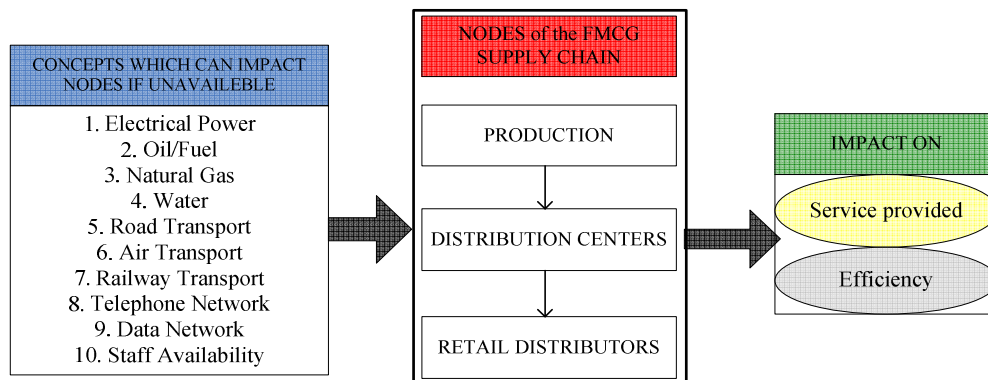 CONCEPTS WHICH CAN IMPACT
NODES IF UNAVAILEBLE
1. Electrical Power
2. Oil/Fuel
3. Natural Gas
4. Water
5. Road Transport
6. Air Transport
7. Railway Transport
8. Telephone Network
9. Data Network
10. Staff Availability
NODES of the FMCG
SUPPLY CHAIN
PRODUCTION
DISTRIBUTION CENTERS
RETAIL DISTRIBUTORS
IMPACT ON
Service provided
Efficiency